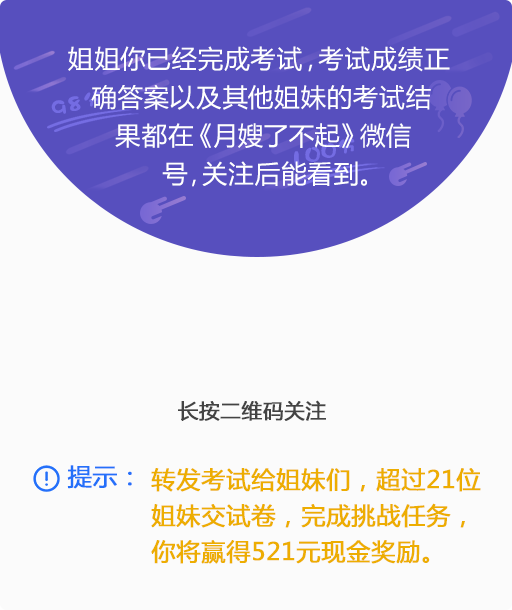 姐姐你已经完成考试,考试成绩正
确答案以及其他姐妹的考试结
果都在《月嫂了不起》微信
号,关注后能看到。
98
100
长按二维码关注
提示：
转发考试给姐妹们，超过21位
姐妹交试卷，完成挑战任务，
你将赢得521元现金奖励。